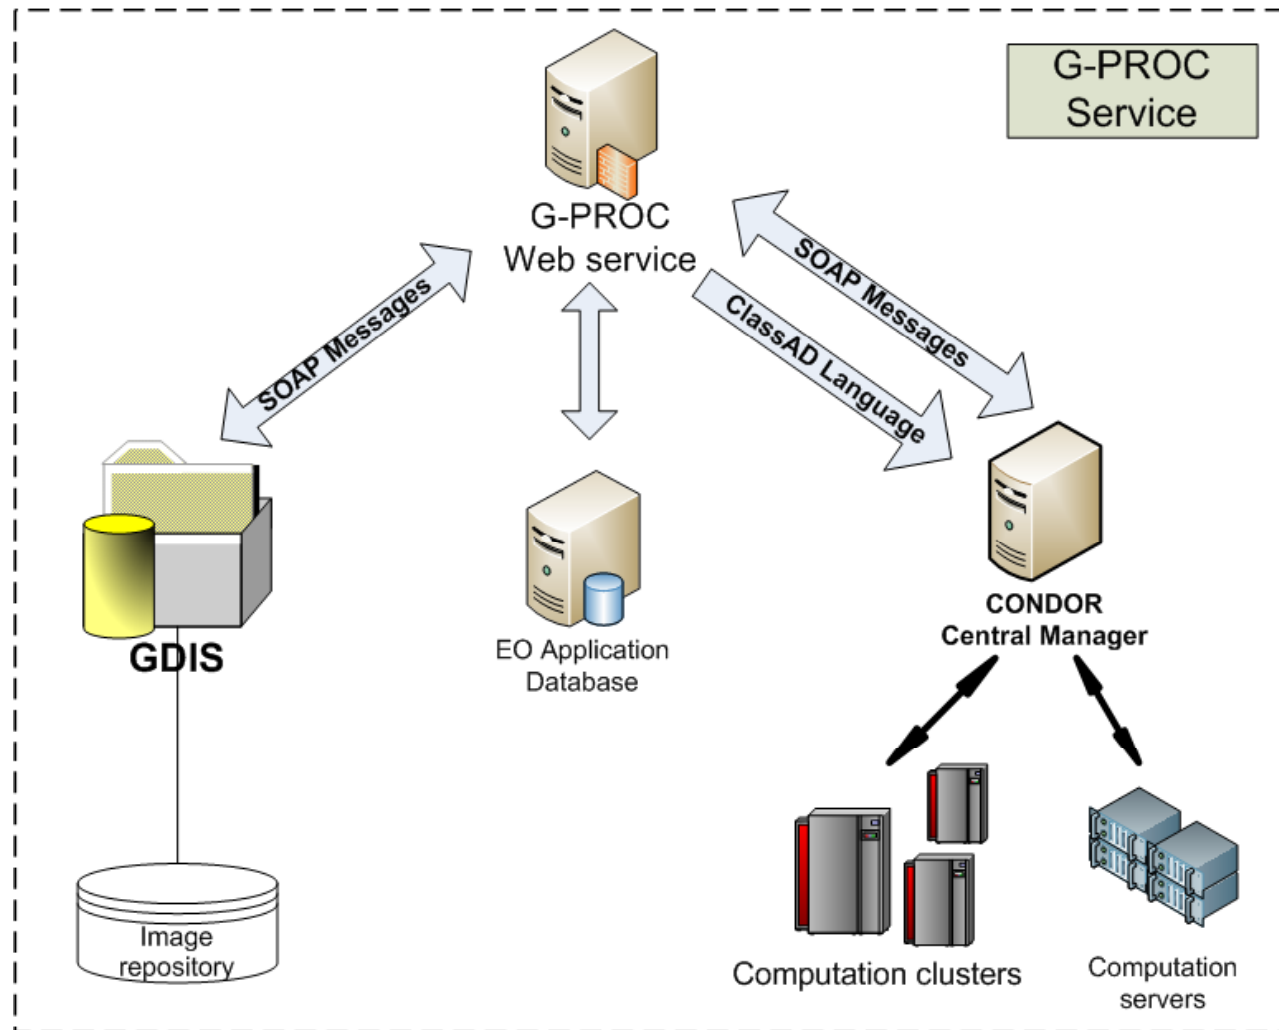 G-PROC
Service
G-PROC
Web service
SOAP Messages
SOAP Messages
ClassAD Language
GDIS
EO Application
Database
CONDOR
Central Manager
Image
repository
Computation clusters
Computation
servers